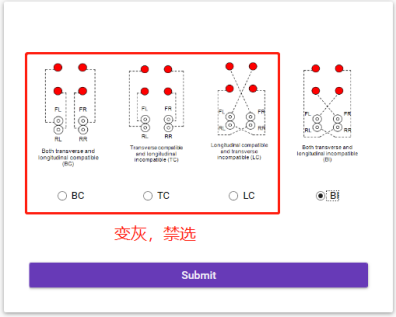 FL FR
RL RR
Both transverse and
longitudinal compatible
(BC)
FL FR
RL RR
Transverse compatible
and longitudinal
incompatible (TC)
FL FR
RL RR
Longitudinal compatible
and transverse
incompatible (LC)
FL FR
RL RR
Both transverse and
longitudinal incompatible
(BI)
BC TC LC BI
变灰，禁选
Submit